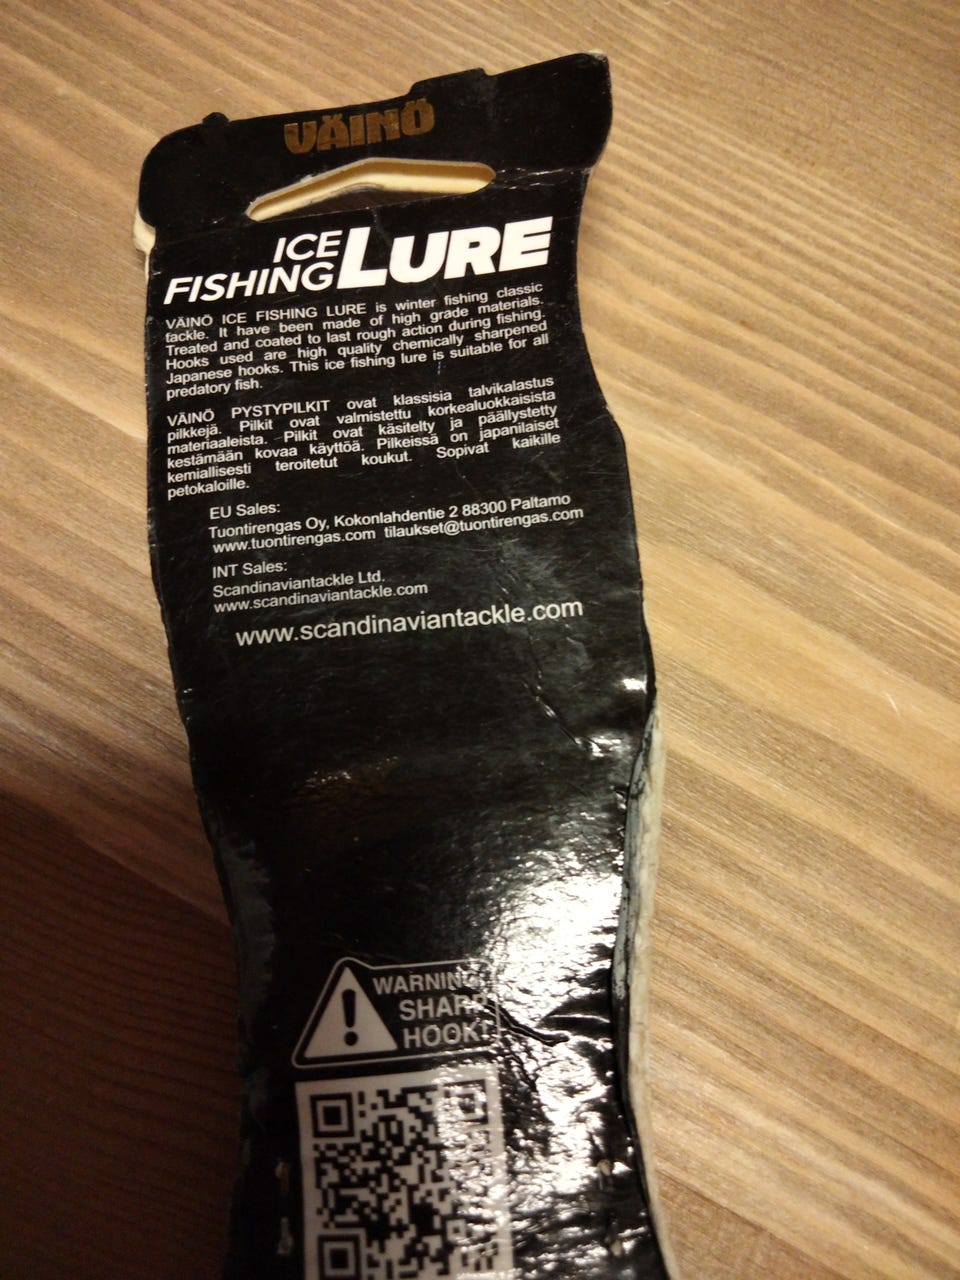 VÄINÖ
ICE
FISHING LURE
VÄINÖ ICE FISHING LURE is winter fishing classic
tackle. It have been made of high grade materials.
Treated and coated to last rough action during fishing.
Hooks used are high quality chemically sharpened
Japanese hooks. This ice fishing lure is suitable for all
predatory fish.
VÄINÖ PYSTYPILKIT ovat klassisia talvikalastus
pilkkejä. Pilkit ovat valmistettu korkealuokkaisista
materiaaleista. Pilkit ovat käsitelty ja päällystetty
kestämään kovaa käyttöä. Pilkeissä on japanilaiset
kemiallisesti teroitetut koukut. Sopivat kaikille
petokaloille.
EU Sales:
Tuontirengas Oy, Kokonlahdentie 2 88300 Paltamo
www.tuontirengas.com tilaukset@tuontirengas.com
INT Sales:
Scandinaviantackle Ltd.
www.scandinaviantackle.com
www.scandinaviantackle.com
WARNING,
SHARP
HOOK!